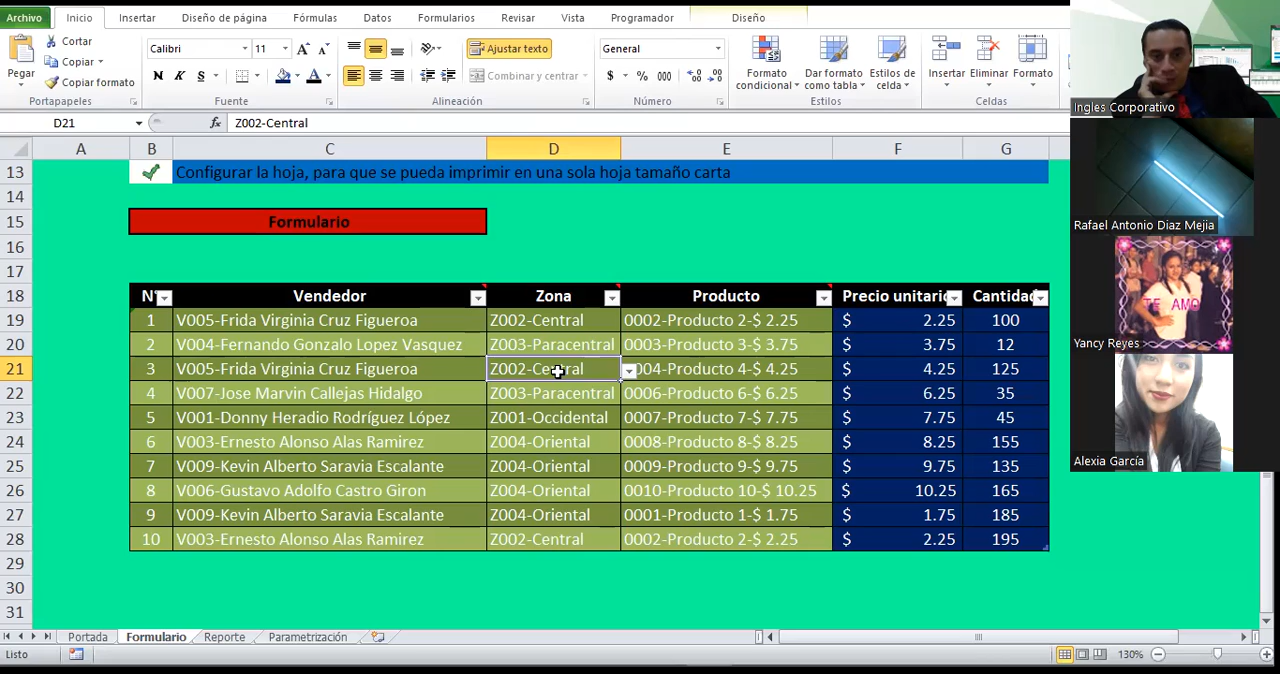 Archivo Inicio Insertar Diseño de página Fórmulas Datos Formularios Revisar Vista Programador Diseño
Pegar
Cortar
Copiar
Copiar formato
Portapapeles
Calibri 11
N K S
Fuente
Ajustar texto
Combinar y centrar
Alineación
General
$ % 000
Número
Formato condicional
Dar formato como tabla
Estilos de celda
Estilos
Insertar Eliminar Formato
Celdas
D21 fx Z002-Central
A B C D E F G
13 Configurar la hoja, para que se pueda imprimir en una sola hoja tamaño carta
14
15 Formulario
16
17
18 N° Vendedor Zona Producto Precio unitario Cantidad
19 1 V005-Frida Virginia Cruz Figueroa Z002-Central 0002-Producto 2-$ 2.25 $ 2.25 100
20 2 V004-Fernando Gonzalo Lopez Vasquez Z003-Paracentral 0003-Producto 3-$ 3.75 $ 3.75 12
21 3 V005-Frida Virginia Cruz Figueroa Z002-Central 0004-Producto 4-$ 4.25 $ 4.25 125
22 4 V007-Jose Marvin Callejas Hidalgo Z003-Paracentral 0006-Producto 6-$ 6.25 $ 6.25 35
23 5 V001-Donny Heradio Rodríguez López Z001-Occidental 0007-Producto 7-$ 7.75 $ 7.75 45
24 6 V003-Ernesto Alonso Alas Ramirez Z004-Oriental 0008-Producto 8-$ 8.25 $ 8.25 155
25 7 V009-Kevin Alberto Saravia Escalante Z004-Oriental 0009-Producto 9-$ 9.75 $ 9.75 135
26 8 V006-Gustavo Adolfo Castro Giron Z004-Oriental 0010-Producto 10-$ 10.25 $ 10.25 165
27 9 V009-Kevin Alberto Saravia Escalante Z004-Oriental 0001-Producto 1-$ 1.75 $ 1.75 185
28 10 V003-Ernesto Alonso Alas Ramirez Z002-Central 0002-Producto 2-$ 2.25 $ 2.25 195
29
30
31
Portada Formulario Reporte Parametrización
Listo 130%
Ingles Corporativo
Rafael Antonio Diaz Mejia
TE AMO
Yancy Reyes
Alexia García